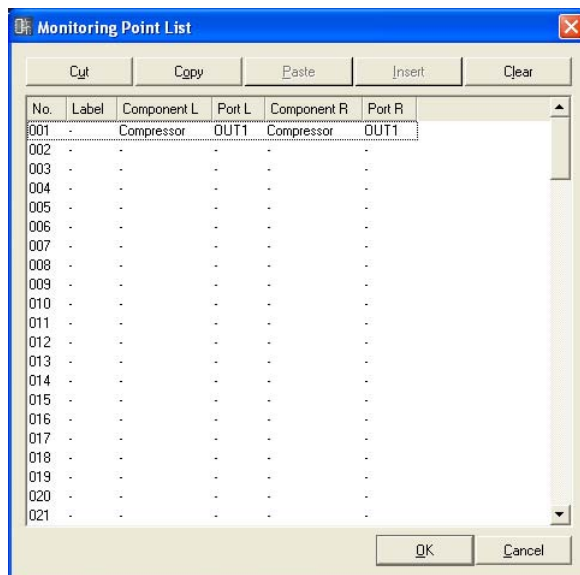 Monitoring Point List
Cut Copy Paste Insert Clear
No. Label Component L Port L Component R Port R
001 - Compressor OUT1 Compressor OUT1
002 - - - - -
003 - - - - -
004 - - - - -
005 - - - - -
006 - - - - -
007 - - - - -
008 - - - - -
009 - - - - -
010 - - - - -
011 - - - - -
012 - - - - -
013 - - - - -
014 - - - - -
015 - - - - -
016 - - - - -
017 - - - - -
018 - - - - -
019 - - - - -
020 - - - - -
021 - - - - -
OK Cancel